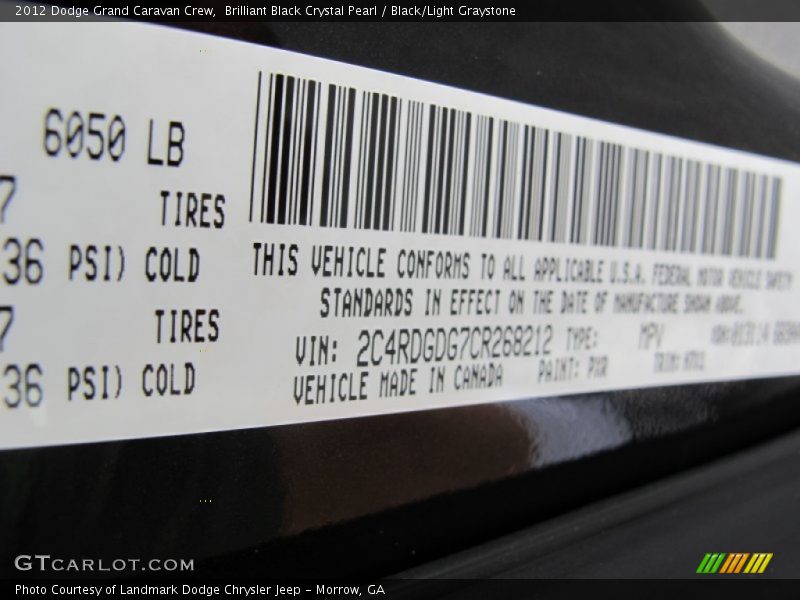 2012 Dodge Grand Caravan Crew, Brilliant Black Crystal Pearl / Black/Light Graystone
6050 LB
7 TIRES
36 PSI) COLD
7 TIRES
36 PSI) COLD
THIS VEHICLE CONFORMS TO ALL APPLICABLE U.S.A. FEDERAL MOTOR VEHICLE SAFETY
STANDARDS IN EFFECT ON THE DATE OF MANUFACTURE SHOWN ABOVE.
VIN: 2C4RDGDG7CR268212 TYPE: MPV
VEHICLE MADE IN CANADA PAINT: PXR TRIM:
GTCARLOT.COM
Photo Courtesy of Landmark Dodge Chrysler Jeep - Morrow, GA